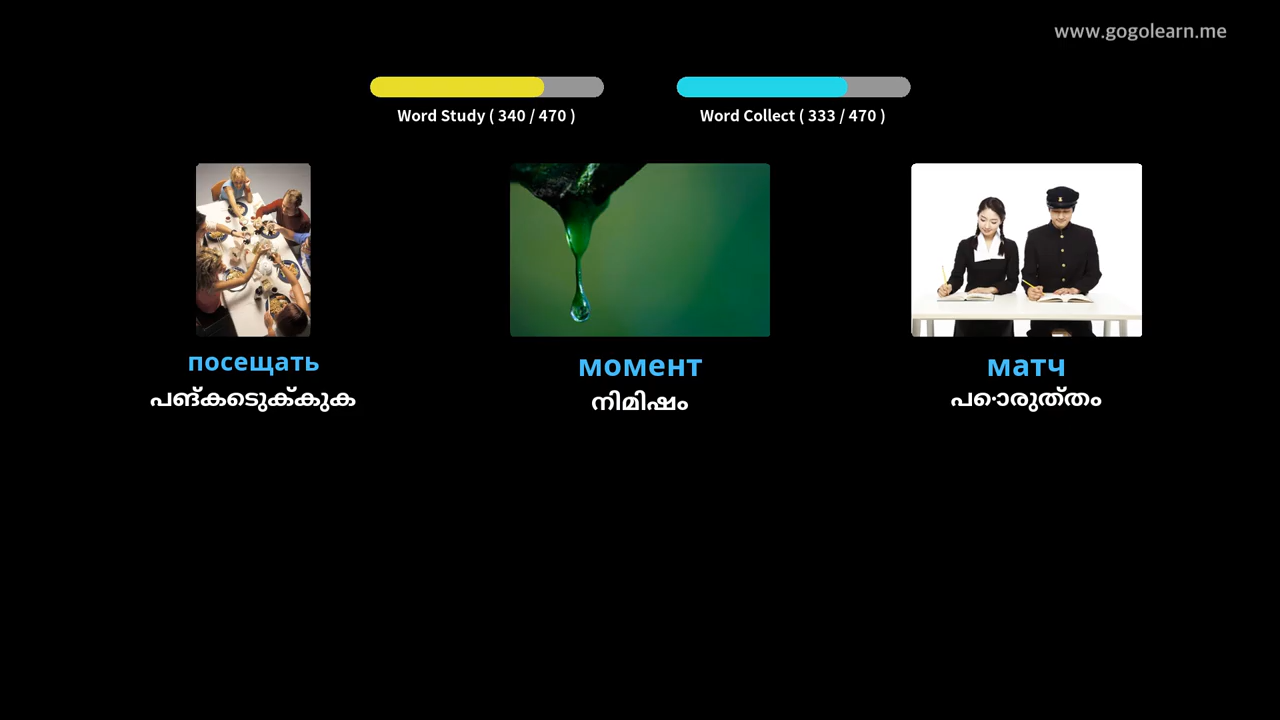 www.gogolearn.me
Word Study ( 340 / 470 )
Word Collect ( 333 / 470 )
посещать
പങ്കെടുക്കുക
момент
നിമിഷം
матч
പൊരുത്തം